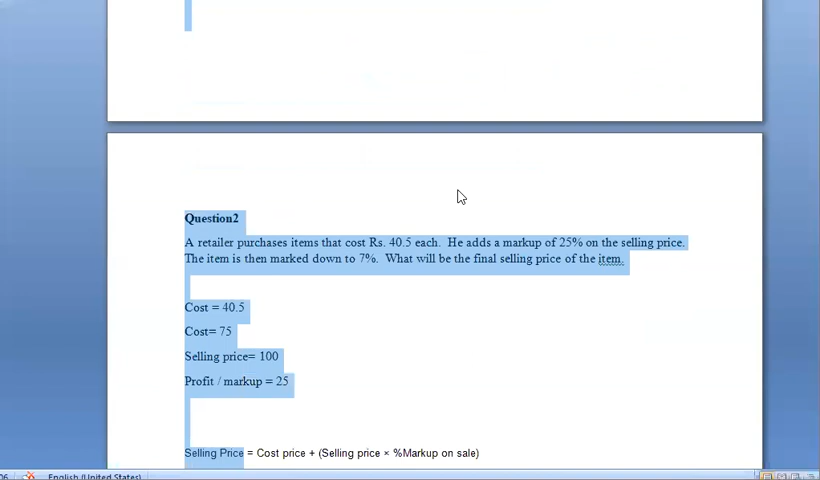 Question2
A retailer purchases items that cost Rs. 40.5 each. He adds a markup of 25% on the selling price.
The item is then marked down to 7%. What will be the final selling price of the item.
Cost = 40.5
Cost= 75
Selling price= 100
Profit / markup = 25
Selling Price = Cost price + (Selling price × %Markup on sale)
English (United States)